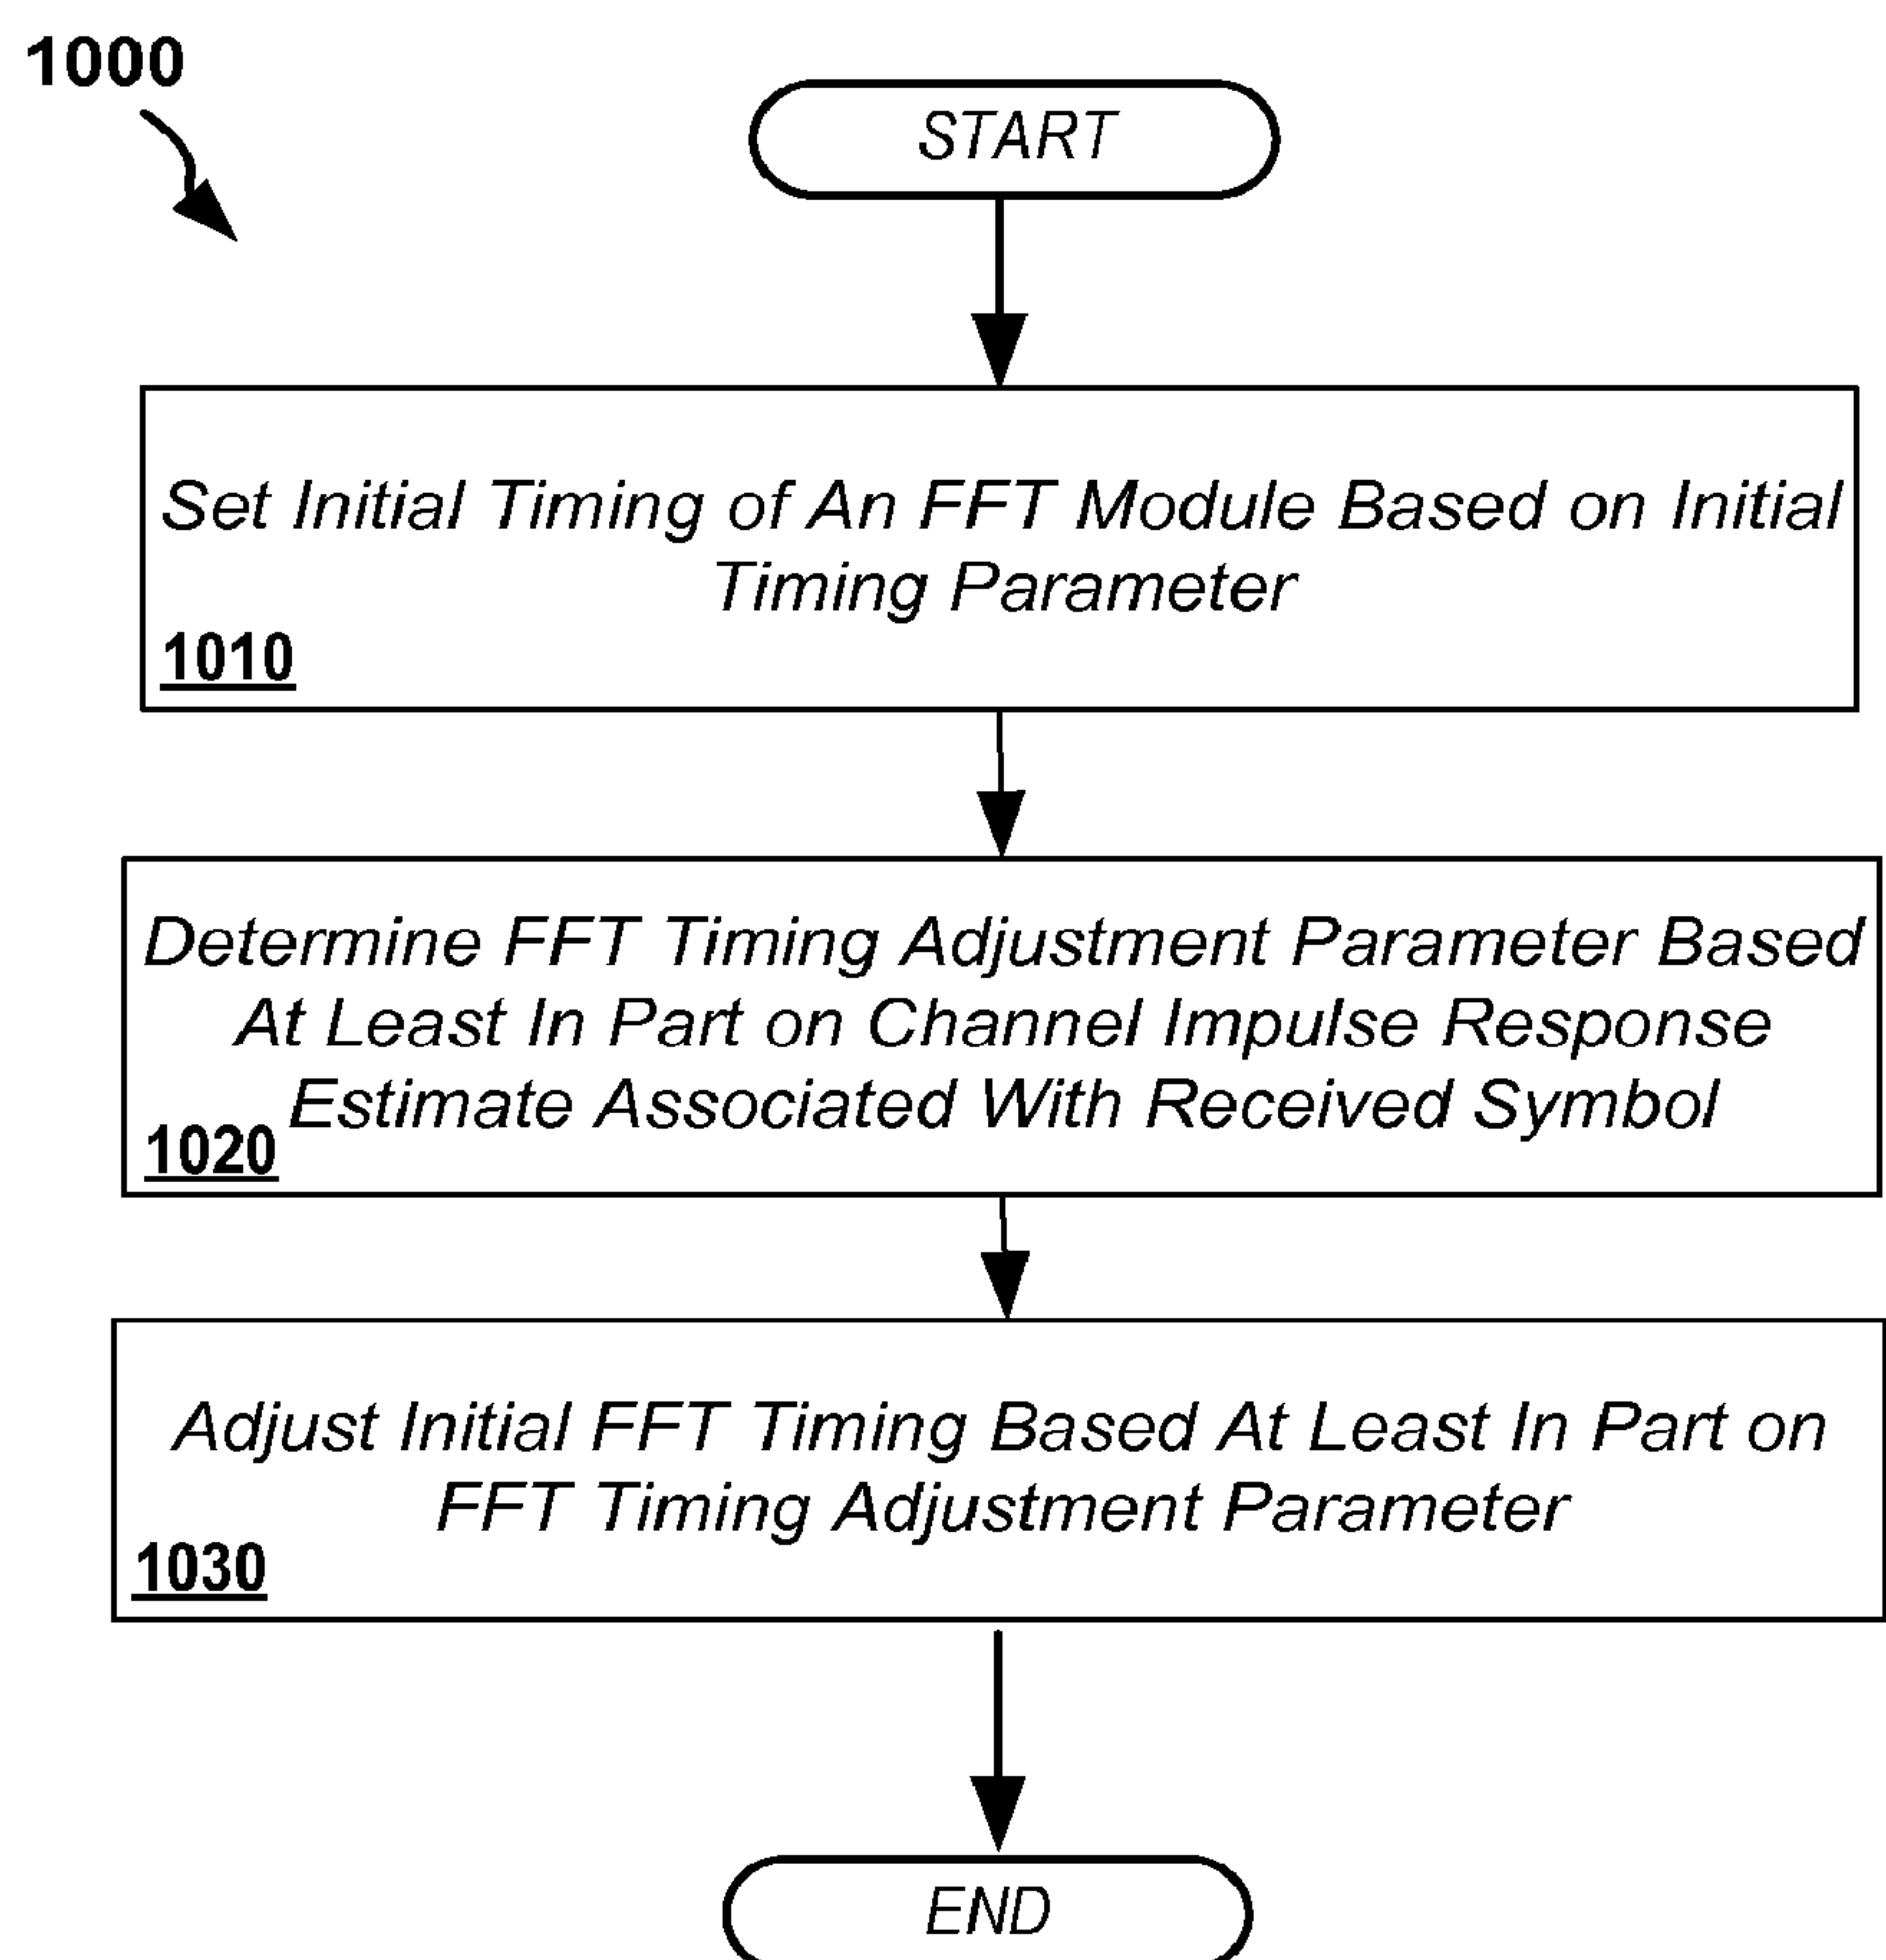 1000
START
Set Initial Timing of An FFT Module Based on Initial
Timing Parameter
1010
Determine FFT Timing Adjustment Parameter Based
At Least In Part on Channel Impulse Response
Estimate Associated With Received Symbol
1020
Adjust Initial FFT Timing Based At Least In Part on
FFT Timing Adjustment Parameter
1030
END